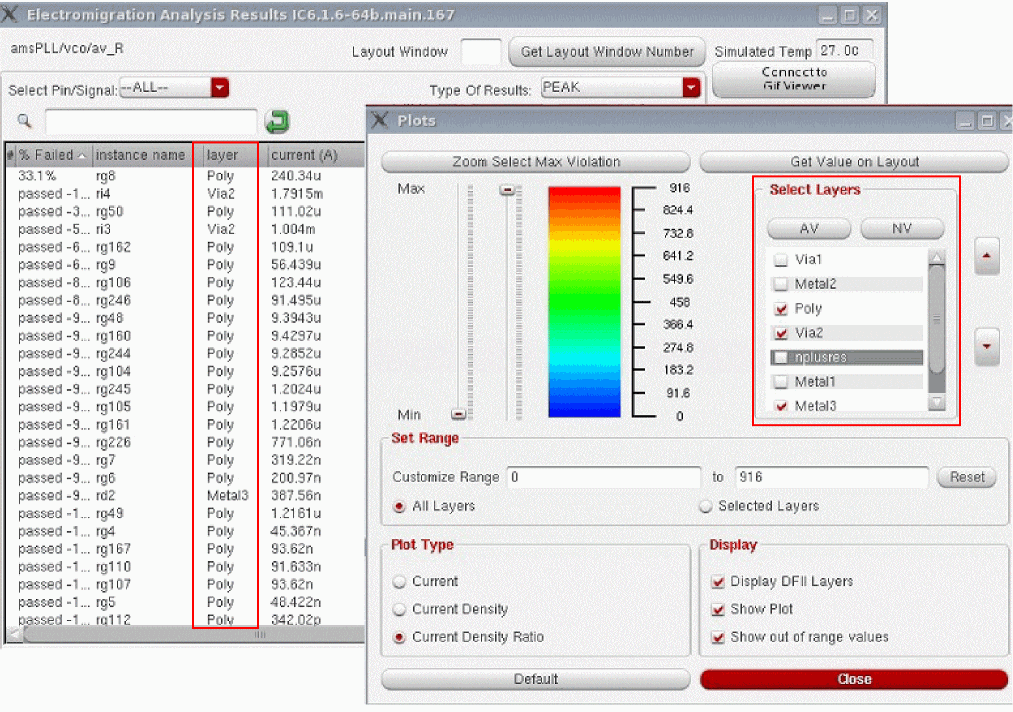 Electromigration Analysis Results IC6.1.6-64b.main.167
amsPLL/vco/av_R
Layout Window
Get Layout Window Number
Simulated Temp 27.0C
Select Pin/Signal: --ALL--
Type Of Results: PEAK
Connect to
Gif Viewer
# % Failed instance name layer current (A)
33.1% rg8 Poly 240.34u
passed -1... ri4 Via2 1.7915m
passed -3... rg50 Poly 111.02u
passed -5... ri3 Via2 1.004m
passed -6... rg162 Poly 109.1u
passed -6... rg9 Poly 56.439u
passed -8... rg106 Poly 123.44u
passed -8... rg246 Poly 91.495u
passed -9... rg48 Poly 9.3943u
passed -9... rg160 Poly 9.4297u
passed -9... rg244 Poly 9.2852u
passed -9... rg104 Poly 9.2576u
passed -9... rg245 Poly 1.2024u
passed -9... rg105 Poly 1.1979u
passed -9... rg161 Poly 1.2206u
passed -9... rg226 Poly 771.06n
passed -9... rg7 Poly 319.22n
passed -9... rg6 Poly 200.97n
passed -9... rd2 Metal3 387.56n
passed -1... rg49 Poly 1.2161u
passed -1... rg4 Poly 45.367n
passed -1... rg167 Poly 93.62n
passed -1... rg110 Poly 91.633n
passed -1... rg107 Poly 93.62n
passed -1... rg5 Poly 48.422n
passed -1... rg112 Poly 342.02p
Plots
Zoom Select Max Violation
Get Value on Layout
Max
Min
916
824.4
732.8
641.2
549.6
458
366.4
274.8
183.2
91.6
0
Select Layers
AV
NV
Via1
Metal2
Poly
Via2
nplusres
Metal1
Metal3
Set Range
Customize Range 0 to 916 Reset
All Layers
Selected Layers
Plot Type
Current
Current Density
Current Density Ratio
Display
Display DFII Layers
Show Plot
Show out of range values
Default
Close